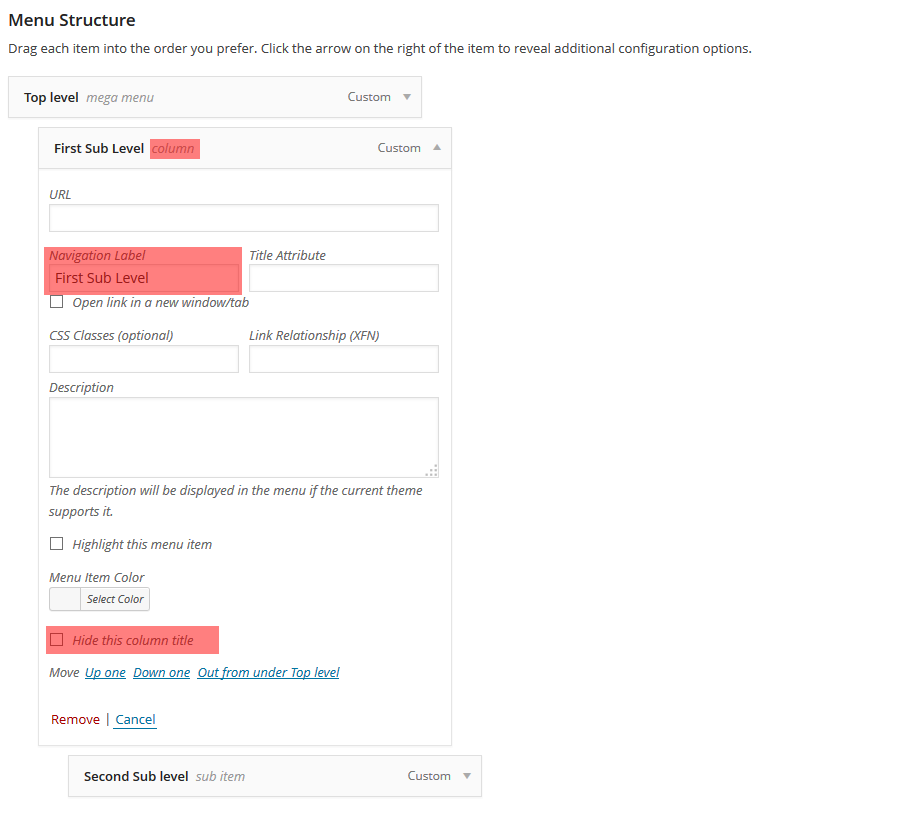 Menu Structure
Drag each item into the order you prefer. Click the arrow on the right of the item to reveal additional configuration options.
Top level mega menu Custom
First Sub Level column Custom
URL
Navigation Label Title Attribute
First Sub Level
Open link in a new window/tab
CSS Classes (optional) Link Relationship (XFN)
Description
The description will be displayed in the menu if the current theme
supports it.
Highlight this menu item
Menu Item Color
Select Color
Hide this column title
Move Up one Down one Out from under Top level
Remove | Cancel
Second Sub level sub item Custom